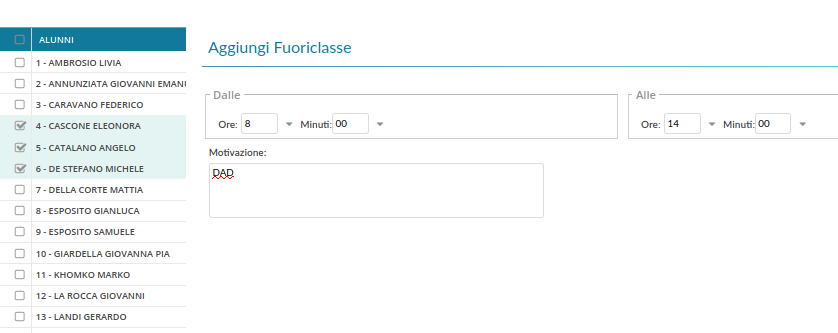 ALUNNI
1 - AMBROSIO LIVIA
2 - ANNUNZIATA GIOVANNI EMANU
3 - CARAVANO FEDERICO
4 - CASCONE ELEONORA
5 - CATALANO ANGELO
6 - DE STEFANO MICHELE
7 - DELLA CORTE MATTIA
8 - ESPOSITO GIANLUCA
9 - ESPOSITO SAMUELE
10 - GIARDELLA GIOVANNA PIA
11 - KHOMKO MARKO
12 - LA ROCCA GIOVANNI
13 - LANDI GERARDO
Aggiungi Fuoriclasse
Dalle
Ore: 8 Minuti: 00
Alle
Ore: 14 Minuti: 00
Motivazione:
DAD